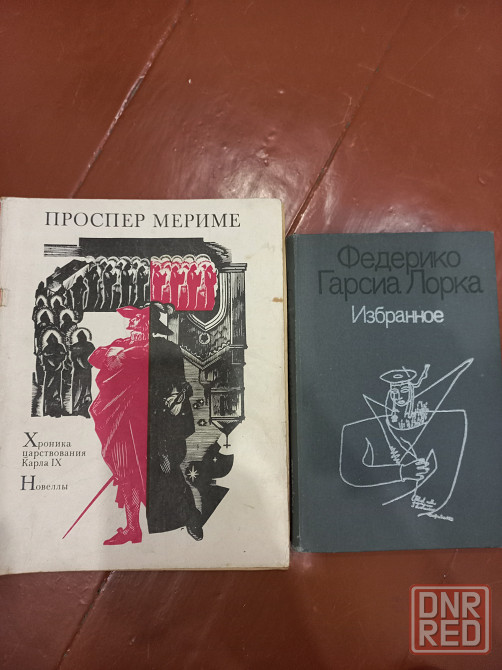 ПРОСПЕР МЕРИМЕ
Хроника
царствования
Карла IX
Новеллы
Федерико
Гарсиа Лорка
Избранное
DNR
RED